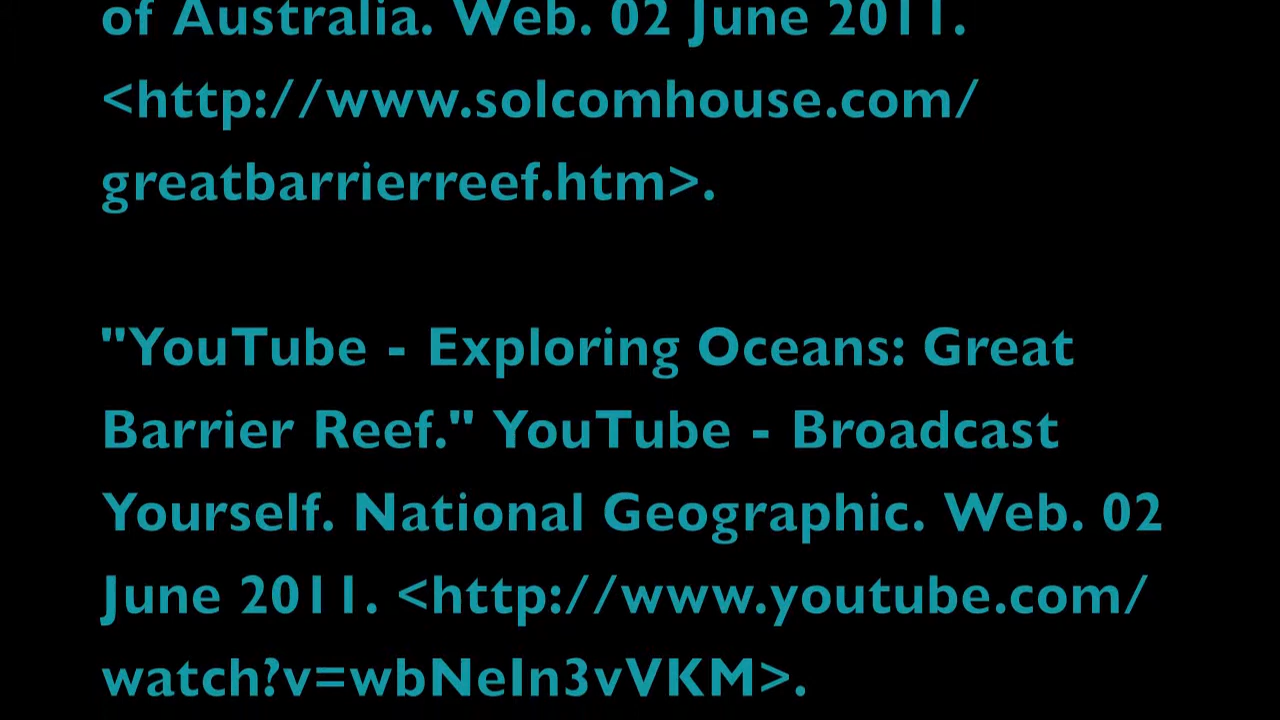 of Australia. Web. 02 June 2011.
<http://www.solcomhouse.com/
greatbarrierreef.htm>.
"YouTube - Exploring Oceans: Great
Barrier Reef." YouTube - Broadcast
Yourself. National Geographic. Web. 02
June 2011. <http://www.youtube.com/
watch?v=wbNeIn3vVKM>.